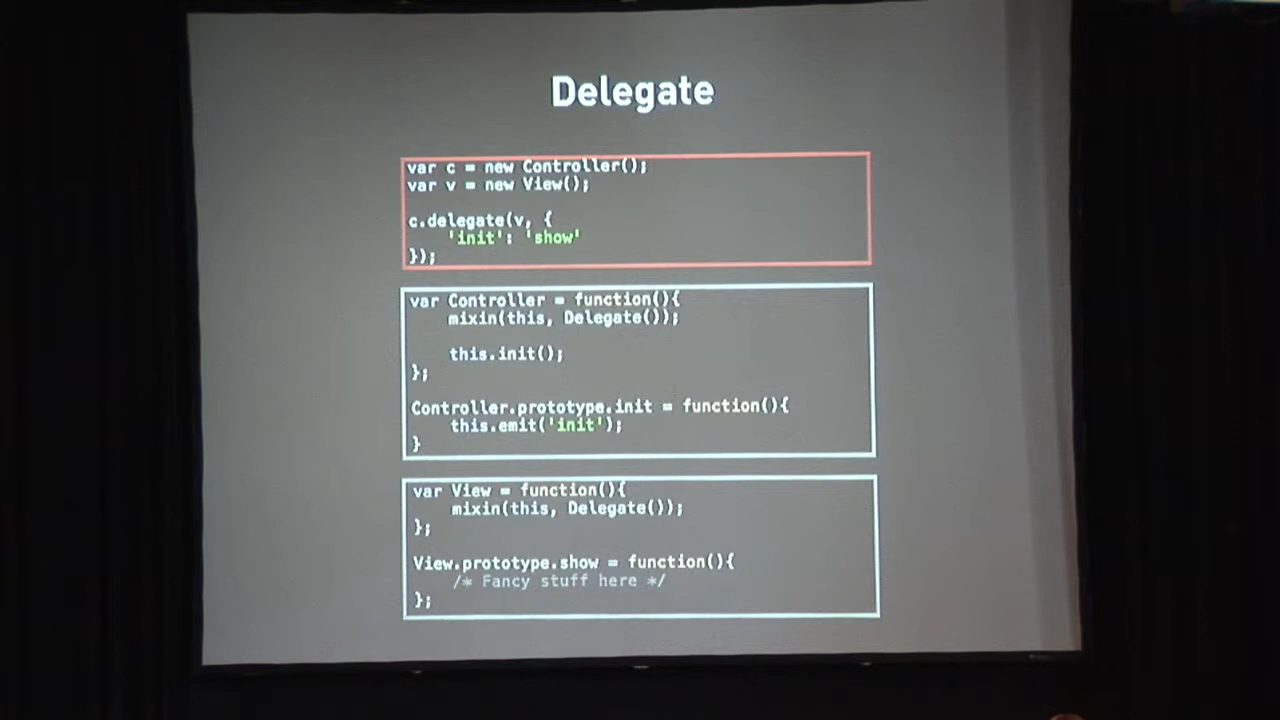 Delegate
var c = new Controller();
var v = new View();
c.delegate(v, {
'init': 'show'
});
var Controller = function(){
mixin(this, Delegate());
this.init();
};
Controller.prototype.init = function(){
this.emit('init');
}
var View = function(){
mixin(this, Delegate());
};
View.prototype.show = function(){
/* Fancy stuff here */
};